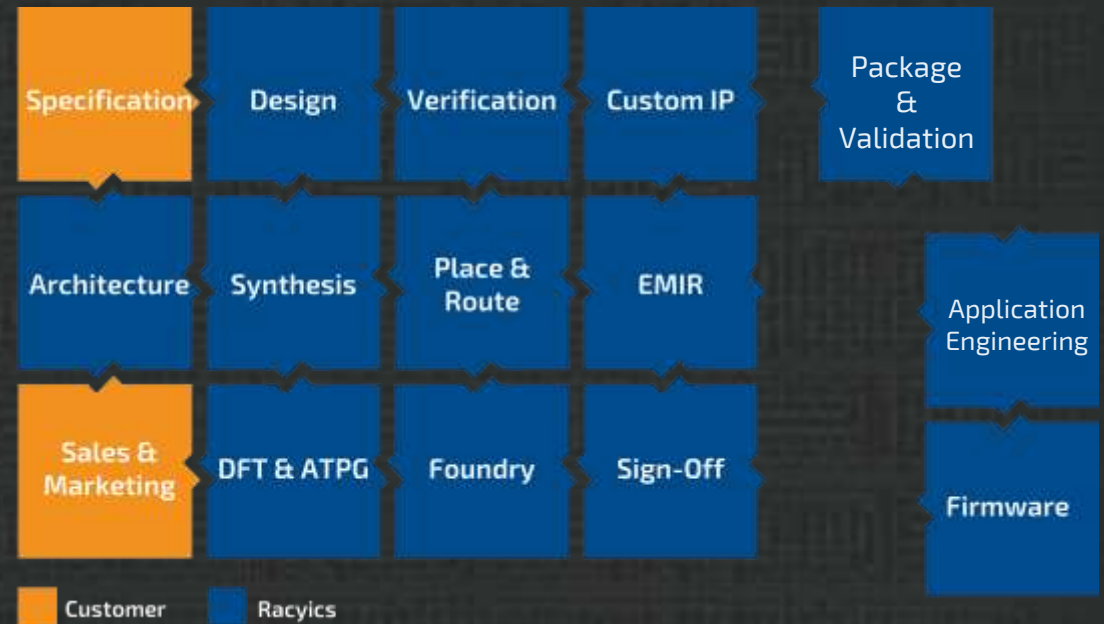 Specification
Design
Verification
Custom IP
Package
&
Validation
Architecture
Synthesis
Place &
Route
EMIR
Application
Engineering
Sales &
Marketing
DFT & ATPG
Foundry
Sign-Off
Firmware
Customer
Racyics